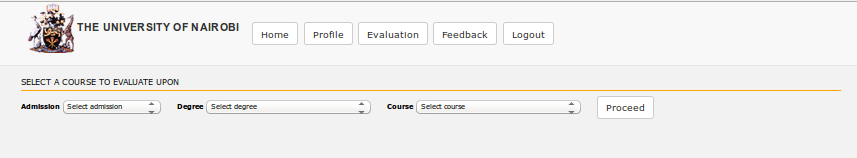 THE UNIVERSITY OF NAIROBI
Home Profile Evaluation Feedback Logout
SELECT A COURSE TO EVALUATE UPON
Admission Select admission Degree Select degree Course Select course Proceed